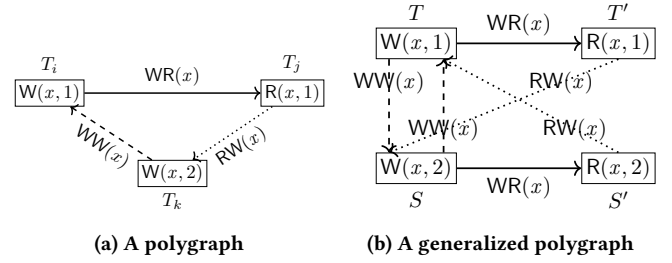 T_i
T_j
W(x, 1)
WR(x)
R(x, 1)
WW(x)
RW(x)
W(x, 2)
T_k
(a) A polygraph
T
T′
W(x, 1)
WR(x)
R(x, 1)
WW(x)
RW(x)
WW(x)
RW(x)
W(x, 2)
WR(x)
R(x, 2)
S
S′
(b) A generalized polygraph